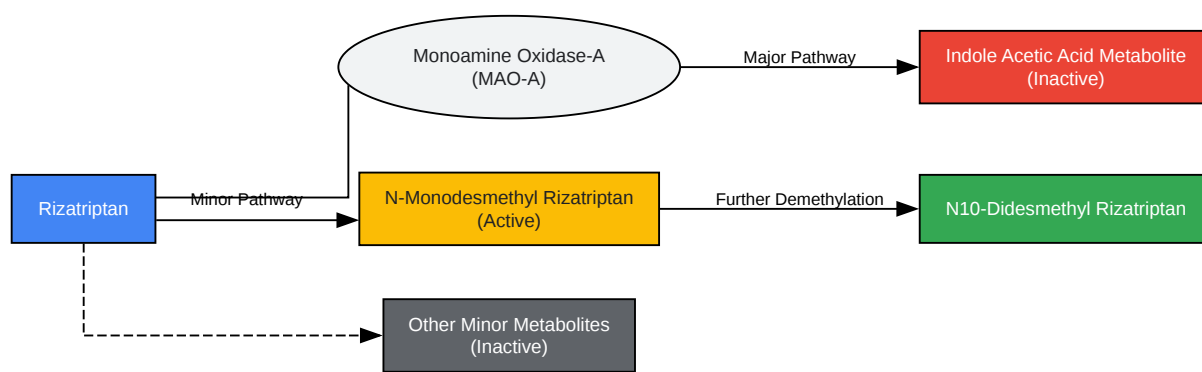 Monoamine Oxidase-A
(MAO-A)
Major Pathway
Indole Acetic Acid Metabolite
(Inactive)
Rizatriptan
Minor Pathway
N-Monodesmethyl Rizatriptan
(Active)
Further Demethylation
N10-Didesmethyl Rizatriptan
Other Minor Metabolites
(Inactive)